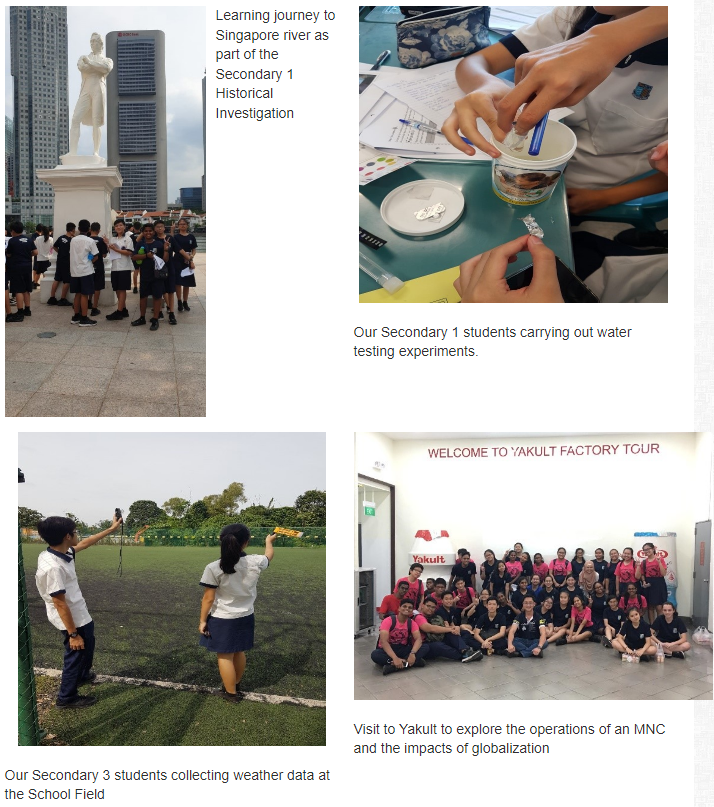 Learning journey to
Singapore river as
part of the
Secondary 1
Historical
Investigation
Our Secondary 1 students carrying out water
testing experiments.
WELCOME TO YAKULT FACTORY TOUR
Yakult
Our Secondary 3 students collecting weather data at
the School Field
Visit to Yakult to explore the operations of an MNC
and the impacts of globalization